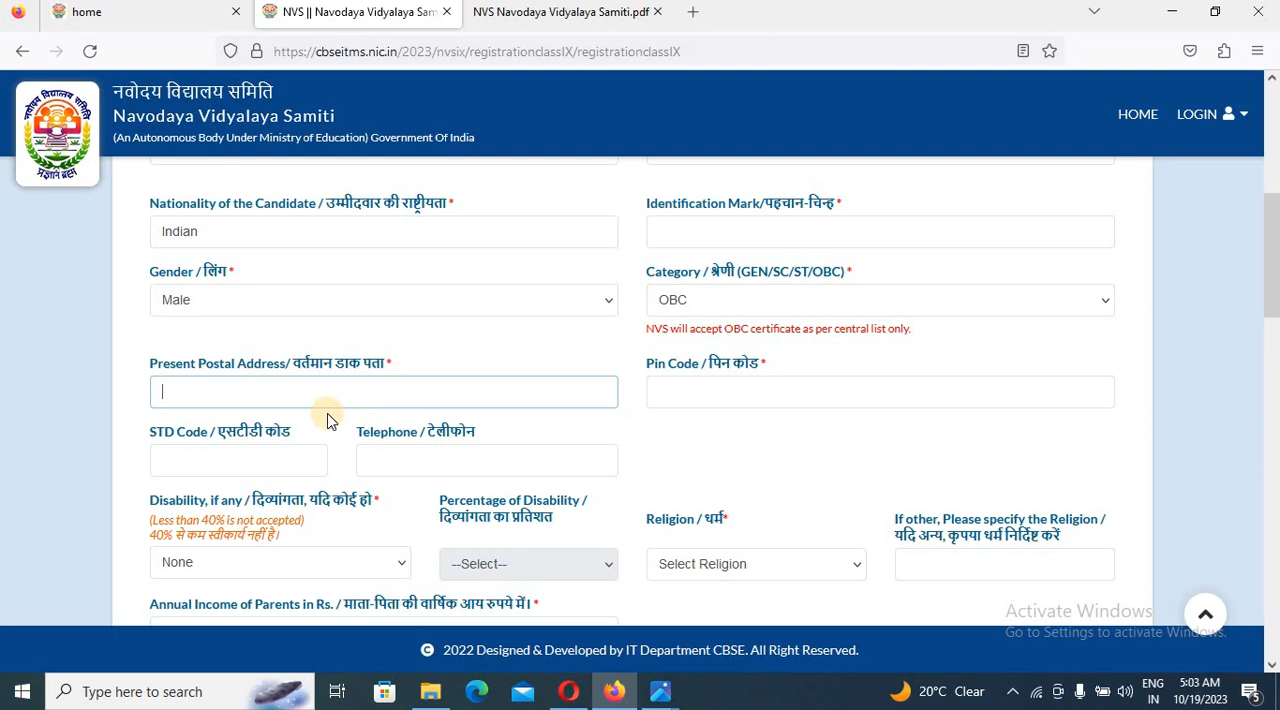 home
NVS || Navodaya Vidyalaya Sam
NVS Navodaya Vidyalaya Samiti.pdf
https://cbseitms.nic.in/2023/nvsix/registrationclassIX/registrationclassIX
नवोदय विद्यालय समिति
Navodaya Vidyalaya Samiti
(An Autonomous Body Under Ministry of Education) Government Of India
HOME
LOGIN
प्रज्ञानं ब्रह्म
Nationality of the Candidate / उम्मीदवार की राष्ट्रीयता *
Identification Mark/पहचान-चिन्ह *
Indian
Gender / लिंग *
Category / श्रेणी (GEN/SC/ST/OBC) *
Male
OBC
NVS will accept OBC certificate as per central list only.
Present Postal Address/ वर्तमान डाक पता *
Pin Code / पिन कोड *
STD Code / एसटीडी कोड
Telephone / टेलीफोन
Disability, if any / दिव्यांगता, यदि कोई हो *
(Less than 40% is not accepted)
40% से कम स्वीकार्य नहीं है।
None
Percentage of Disability /
दिव्यांगता का प्रतिशत
--Select--
Religion / धर्म*
Select Religion
If other, Please specify the Religion /
यदि अन्य, कृपया धर्म निर्दिष्ट करें
Annual Income of Parents in Rs. / माता-पिता की वार्षिक आय रुपये में। *
Activate Windows
Go to Settings to activate Windows.
© 2022 Designed & Developed by IT Department CBSE. All Right Reserved.
Type here to search
20°C Clear
ENG
IN
5:03 AM
10/19/2023
5